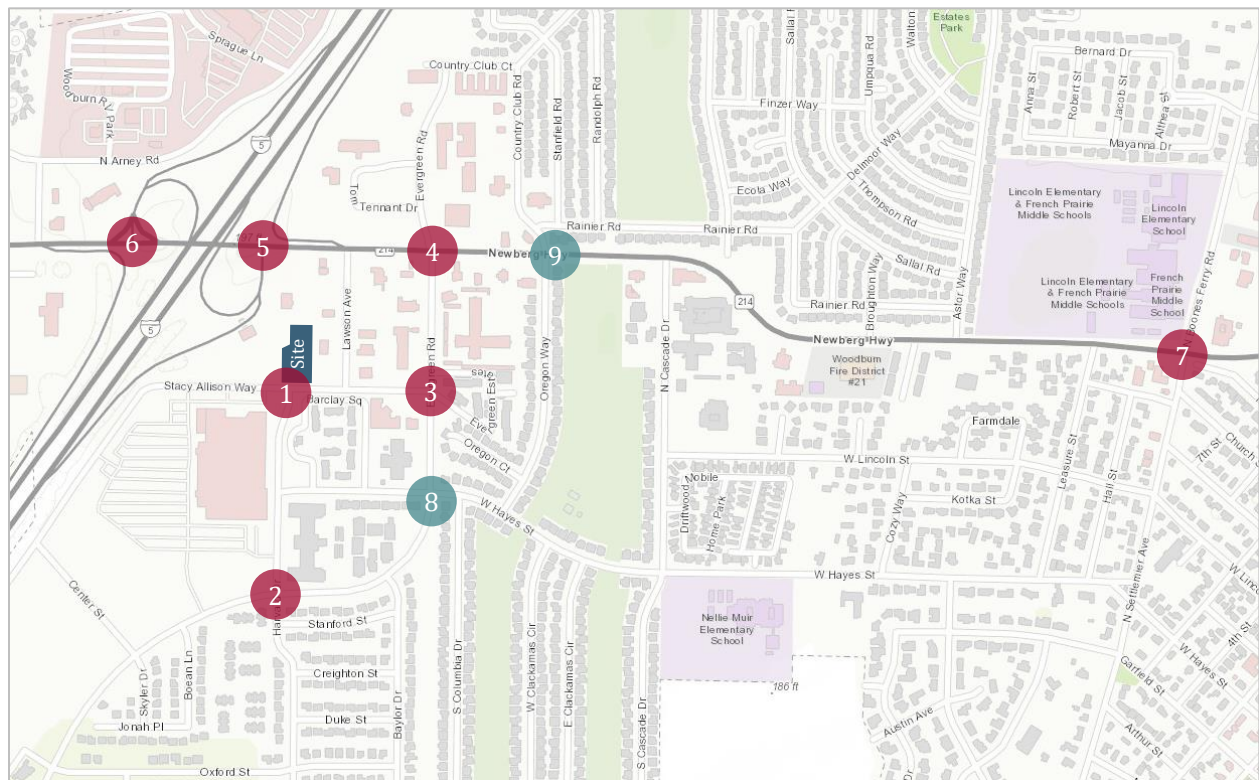 Sprague Ln
Woodburn RV Park
N Arney Rd
5
5
Country Club Ct
Country Club Rd
Stanfield Rd
Randolph Rd
Evergreen Rd
Tom
Tennant Dr
Estates
Park
Walton
Umpqua Rd
Sallal
Finzer Way
Delmoor Way
Ecola Way
Thompson Rd
Sallal Rd
Rainier Rd
Rainier Rd
Rainier Rd
Broughton Way
Astor Way
Bernard Dr
Anna St
Robert St
Jacob St
Althea St
Mayanna Dr
Lincoln Elementary
& French Prairie
Middle Schools
Lincoln
Elementary
School
Lincoln Elementary
& French Prairie
Middle Schools
French
Prairie
Middle
School
N Boones Ferry Rd
6
5
4
214
Newberg Hwy
9
214
Newberg Hwy
7
Woodburn
Fire District
#21
Lawson Ave
Site
Stacy Allison Way
1
Barclay Sq
3
Oregon Way
Oregon Ct
N Cascade Dr
8
W Hayes St
W Lincoln St
Farmdale
Kotka St
Cozy Way
Leasure St
Hall St
7th St
Church
Nobile
Driftwood
Home Park
W Hayes St
N Settlemier Ave
W Linc
4th St
W Hayes St
Garfield St
Arthur St
2
Center St
Stanford St
Creighton St
Duke St
Oxford St
Baylor Dr
Skyler Dr
Boean Ln
Jonah Pl
S Columbia Dr
W Clackamas Cir
E Clackamas Cir
S Cascade Dr
Nellie Muir
Elementary
School
186 ft
Austin Ave